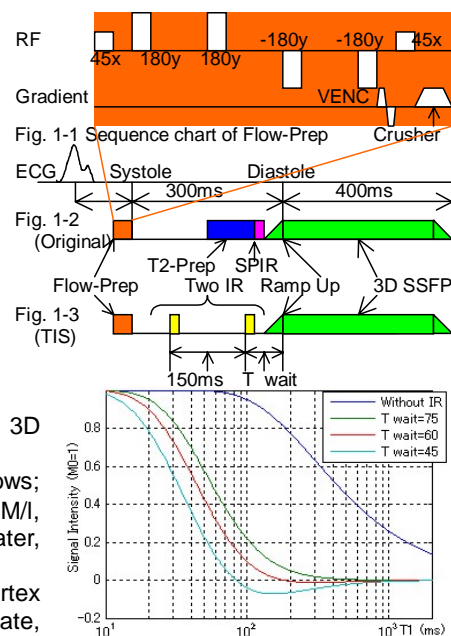 RF
-180y -180y
45x 180y 180y 45x
Gradient VENC
Fig. 1-1 Sequence chart of Flow-Prep Crusher
ECG Systole Diastole
300ms 400ms
Fig. 1-2
(Original)
T2-Prep SPIR
Flow-Prep Two IR Ramp Up 3D SSFP
Fig. 1-3
(TIS)
150ms T wait
3D
ows;
M/I,
ater,
rtex
ate,
Signal Intensity (M0=1)
0.8
0.6
0.4
0.2
0
-0.2
Without IR
T wait=75
T wait=60
T wait=45
10¹ 10² 10³ T1 (ms)